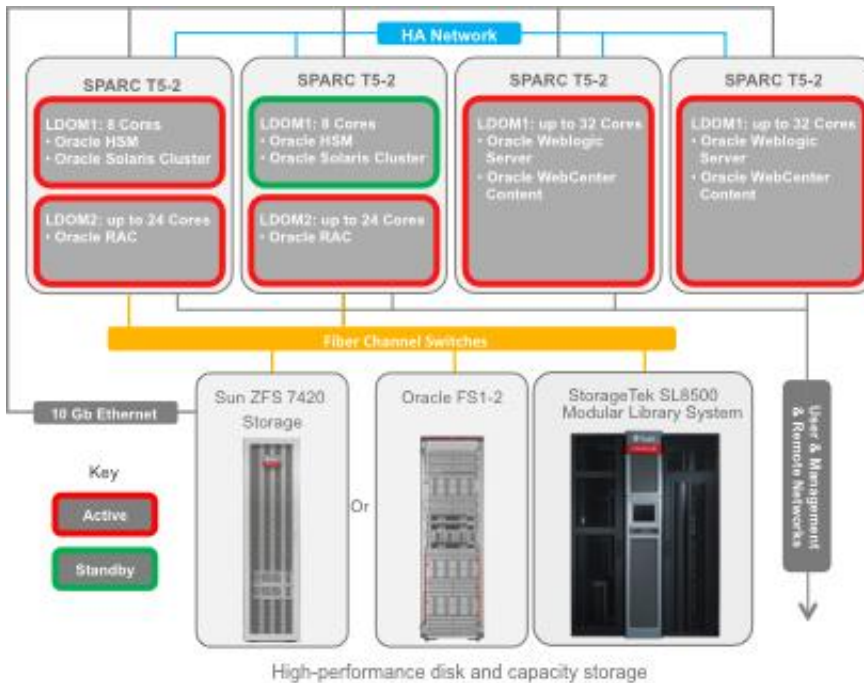 HA Network
SPARC T5-2
LDOM1: 8 Cores
• Oracle HSM
• Oracle Solaris Cluster
LDOM2: up to 24 Cores
• Oracle RAC
SPARC T5-2
LDOM1: 8 Cores
• Oracle HSM
• Oracle Solaris Cluster
LDOM2: up to 24 Cores
• Oracle RAC
SPARC T5-2
LDOM1: up to 32 Cores
• Oracle Weblogic
Server
• Oracle WebCenter
Content
SPARC T5-2
LDOM1: up to 32 Cores
• Oracle Weblogic
Server
• Oracle WebCenter
Content
Fiber Channel Switches
10 Gb Ethernet
Sun ZFS 7420
Storage
Or
Oracle FS1-2
StorageTek SL8500
Modular Library System
User & Management
& Remote Networks
Key
Active
Standby
High-performance disk and capacity storage